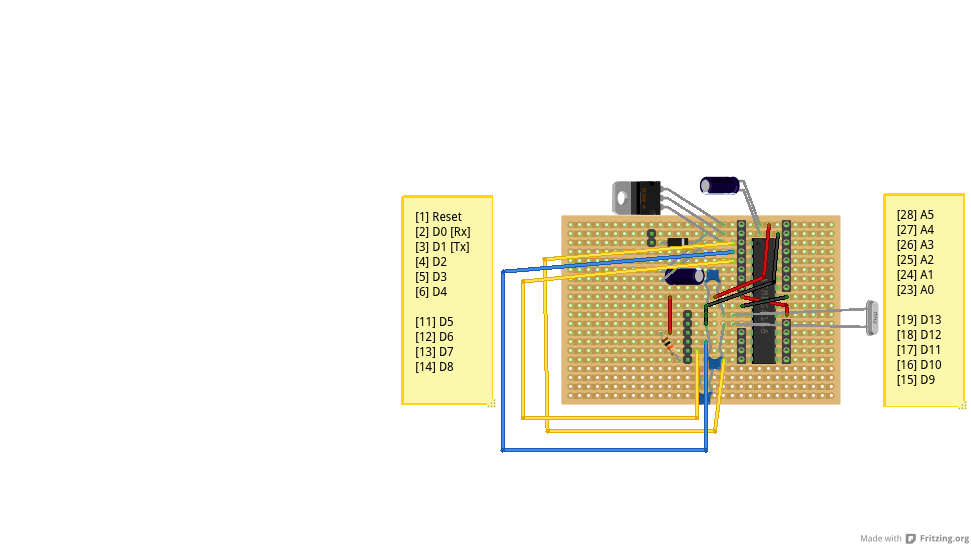 [1] Reset
[2] D0 [Rx]
[3] D1 [Tx]
[4] D2
[5] D3
[6] D4
[11] D5
[12] D6
[13] D7
[14] D8
[28] A5
[27] A4
[26] A3
[25] A2
[24] A1
[23] A0
[19] D13
[18] D12
[17] D11
[16] D10
[15] D9
Made with Fritzing.org